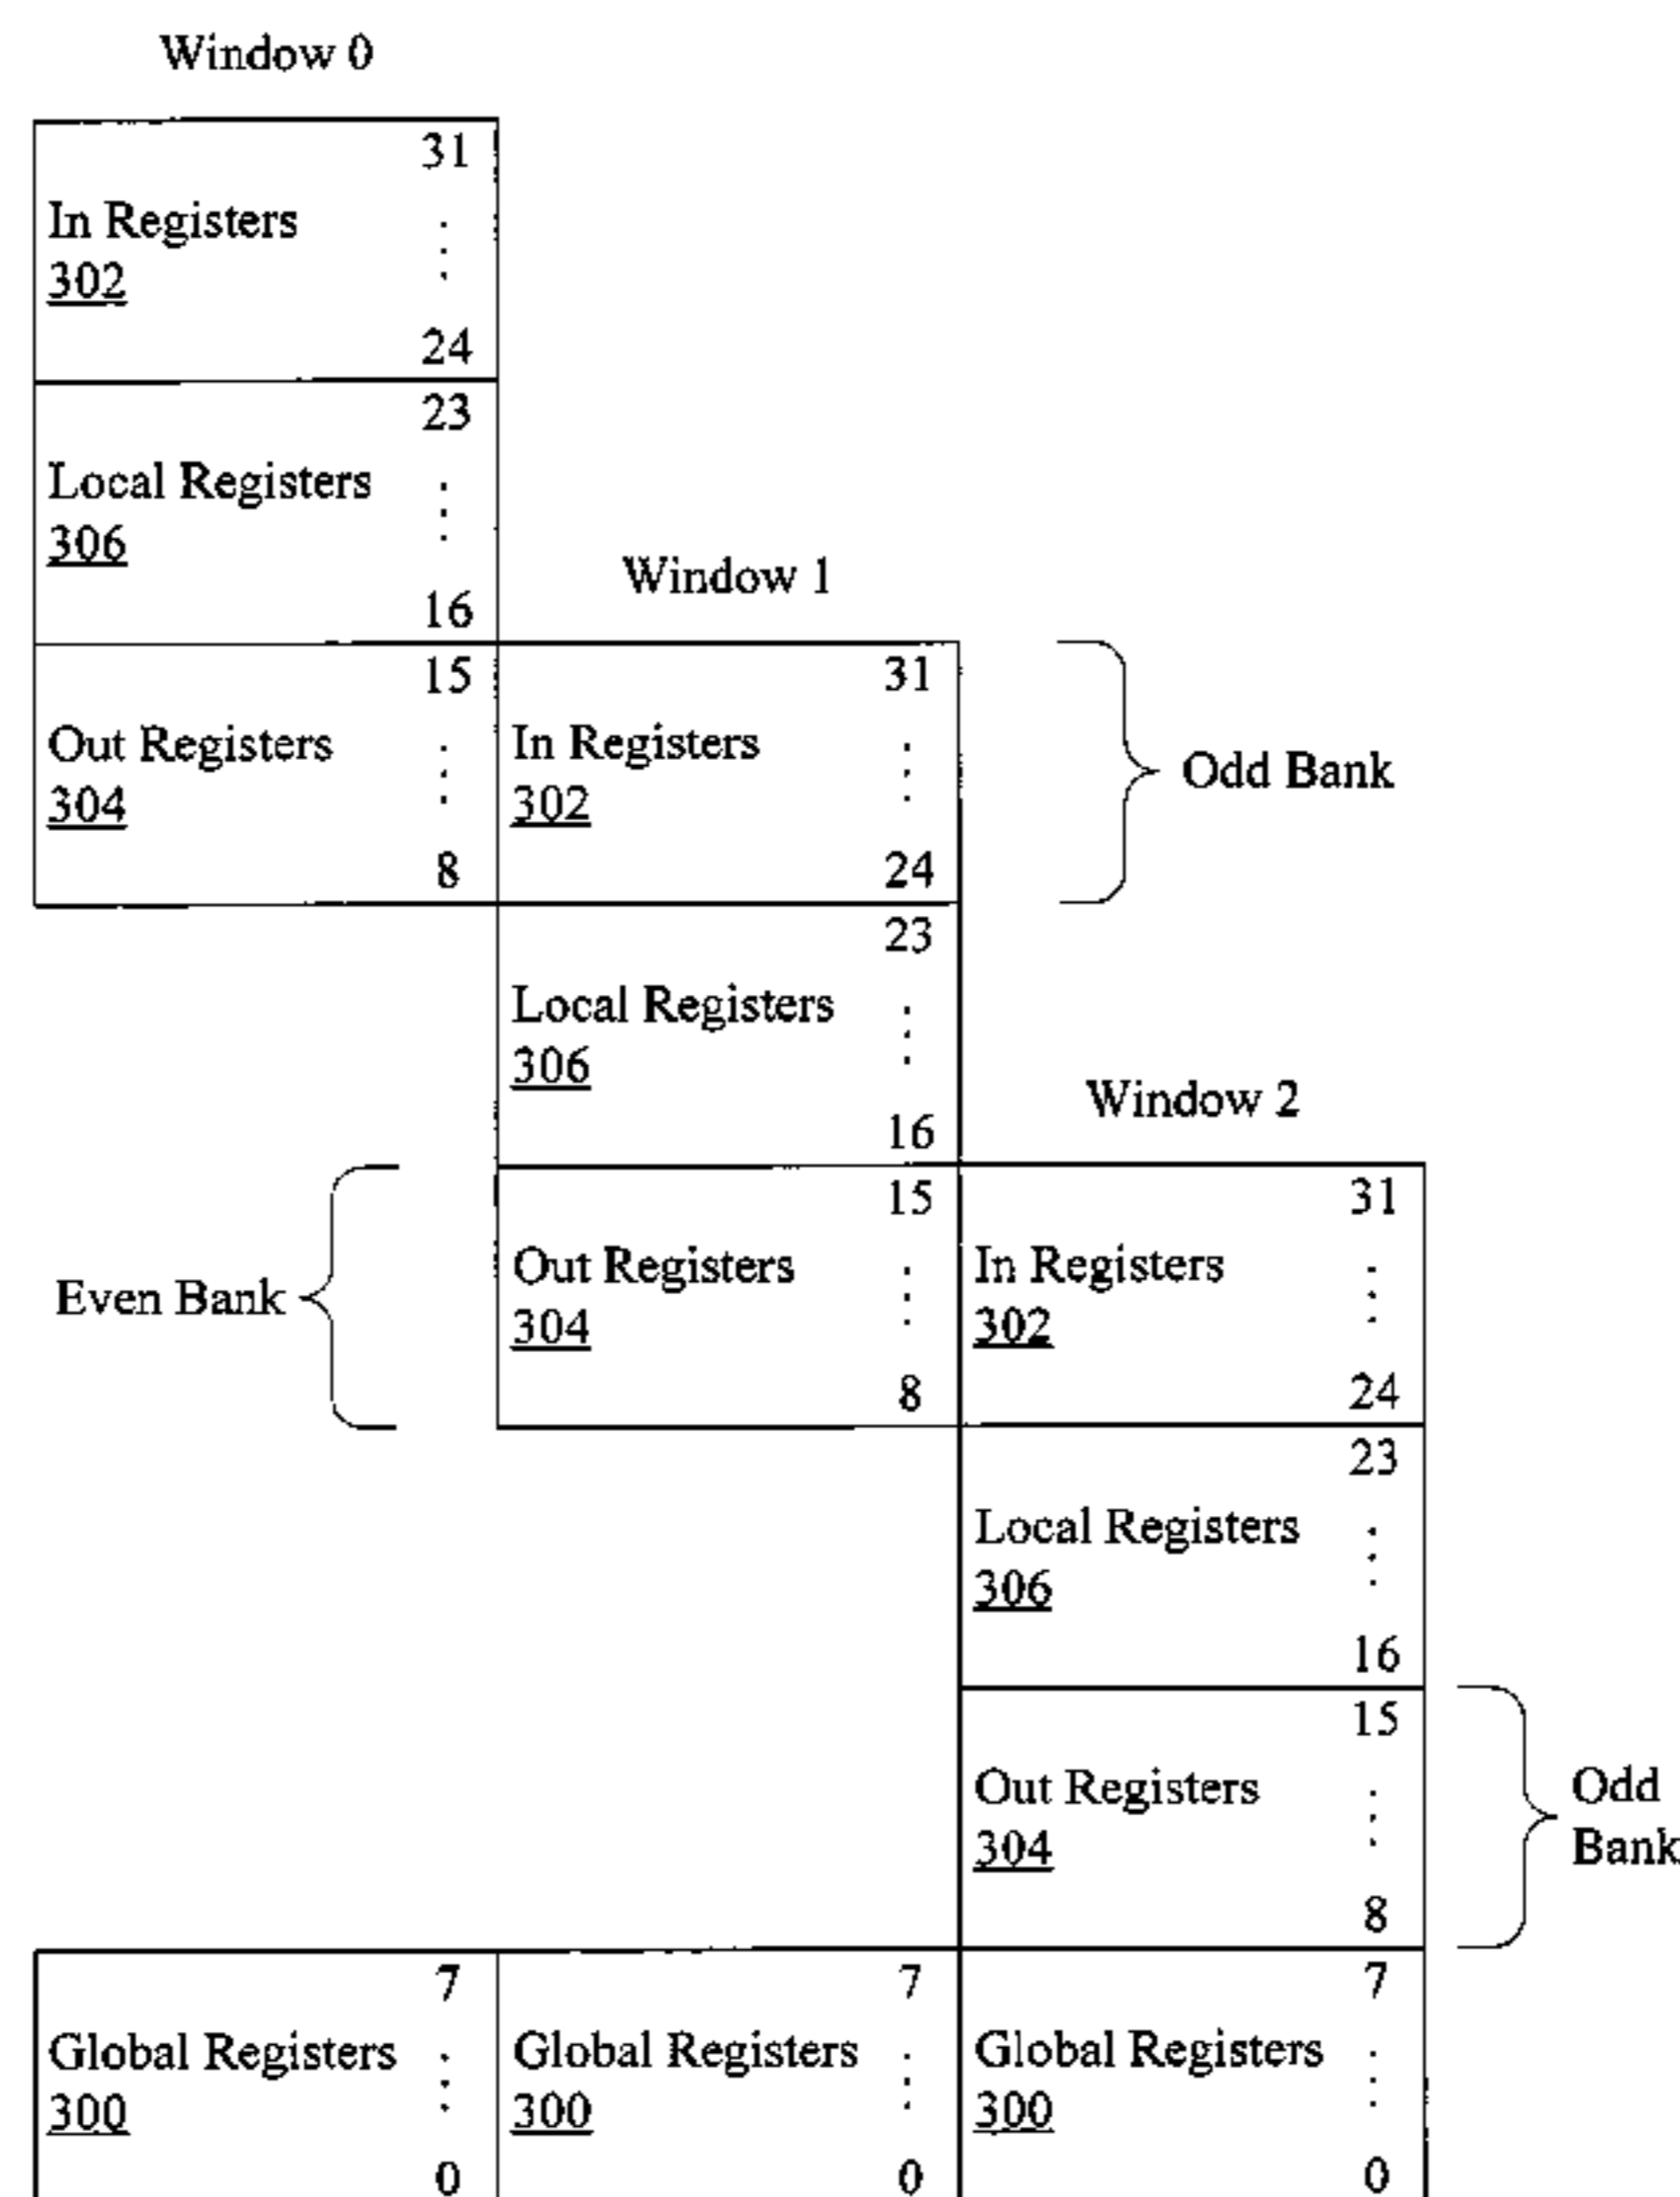 Window 0
31
In Registers
302
24
23
Local Registers
306
16
Window 1
15
Out Registers
304
8
31
In Registers
302
24
Odd Bank
23
Local Registers
306
16
Window 2
Even Bank
15
Out Registers
304
8
31
In Registers
302
24
23
Local Registers
306
16
15
Out Registers
304
8
Odd
Bank
7
Global Registers
300
0
7
Global Registers
300
0
7
Global Registers
300
0